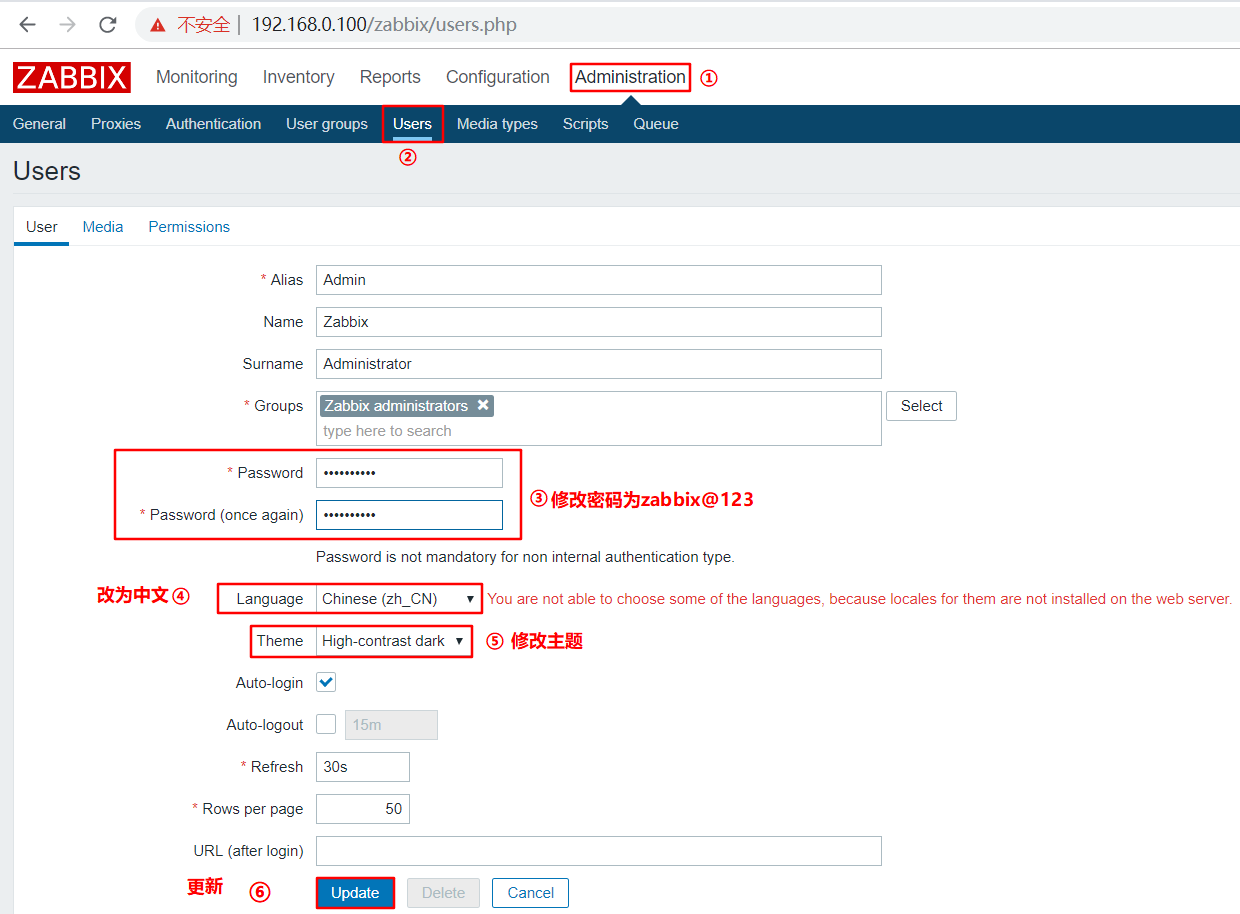 不安全 | 192.168.0.100/zabbix/users.php
ZABBIX Monitoring Inventory Reports Configuration Administration ①
General Proxies Authentication User groups Users Media types Scripts Queue
②
Users
User Media Permissions
* Alias Admin
Name Zabbix
Surname Administrator
* Groups Zabbix administrators ✖ Select
type here to search
* Password ••••••••••
③修改密码为zabbix@123
* Password (once again) ••••••••••
Password is not mandatory for non internal authentication type.
改为中文④ Language Chinese (zh_CN) ▼ You are not able to choose some of the languages, because locales for them are not installed on the web server.
Theme High-contrast dark ▼ ⑤ 修改主题
Auto-login
Auto-logout 15m
* Refresh 30s
* Rows per page 50
URL (after login)
更新 ⑥ Update Delete Cancel